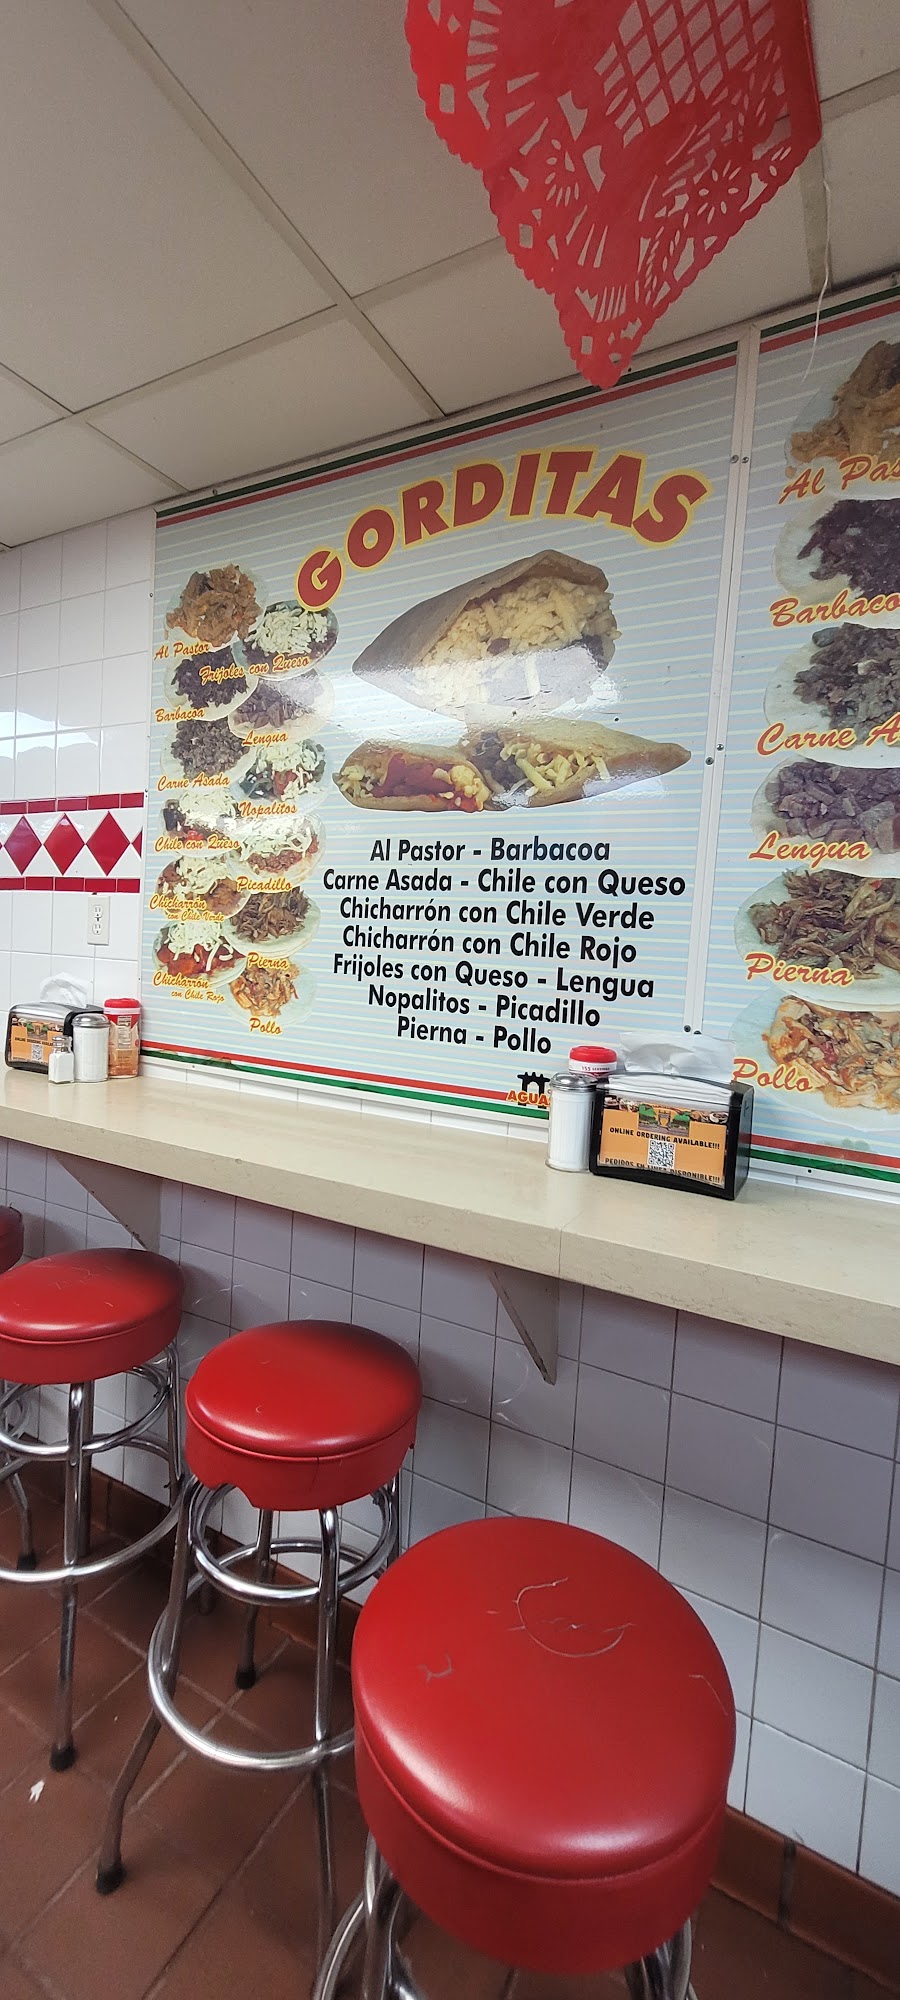 GORDITAS
Al Pastor
Frijoles con Queso
Barbacoa
Lengua
Carne Asada
Nopalitos
Chile con Queso
Picadillo
Chicharrón
con Chile Verde
Pierna
Chicharrón
con Chile Rojo
Pollo
Al Pastor - Barbacoa
Carne Asada - Chile con Queso
Chicharrón con Chile Verde
Chicharrón con Chile Rojo
Frijoles con Queso - Lengua
Nopalitos - Picadillo
Pierna - Pollo
AGUA
Al Pas
Barbaco
Carne A
Lengua
Pierna
Pollo
ONLINE ORDERING AVAILABLE!!!
PEDIDOS EN LINEA DISPONIBLE!!!